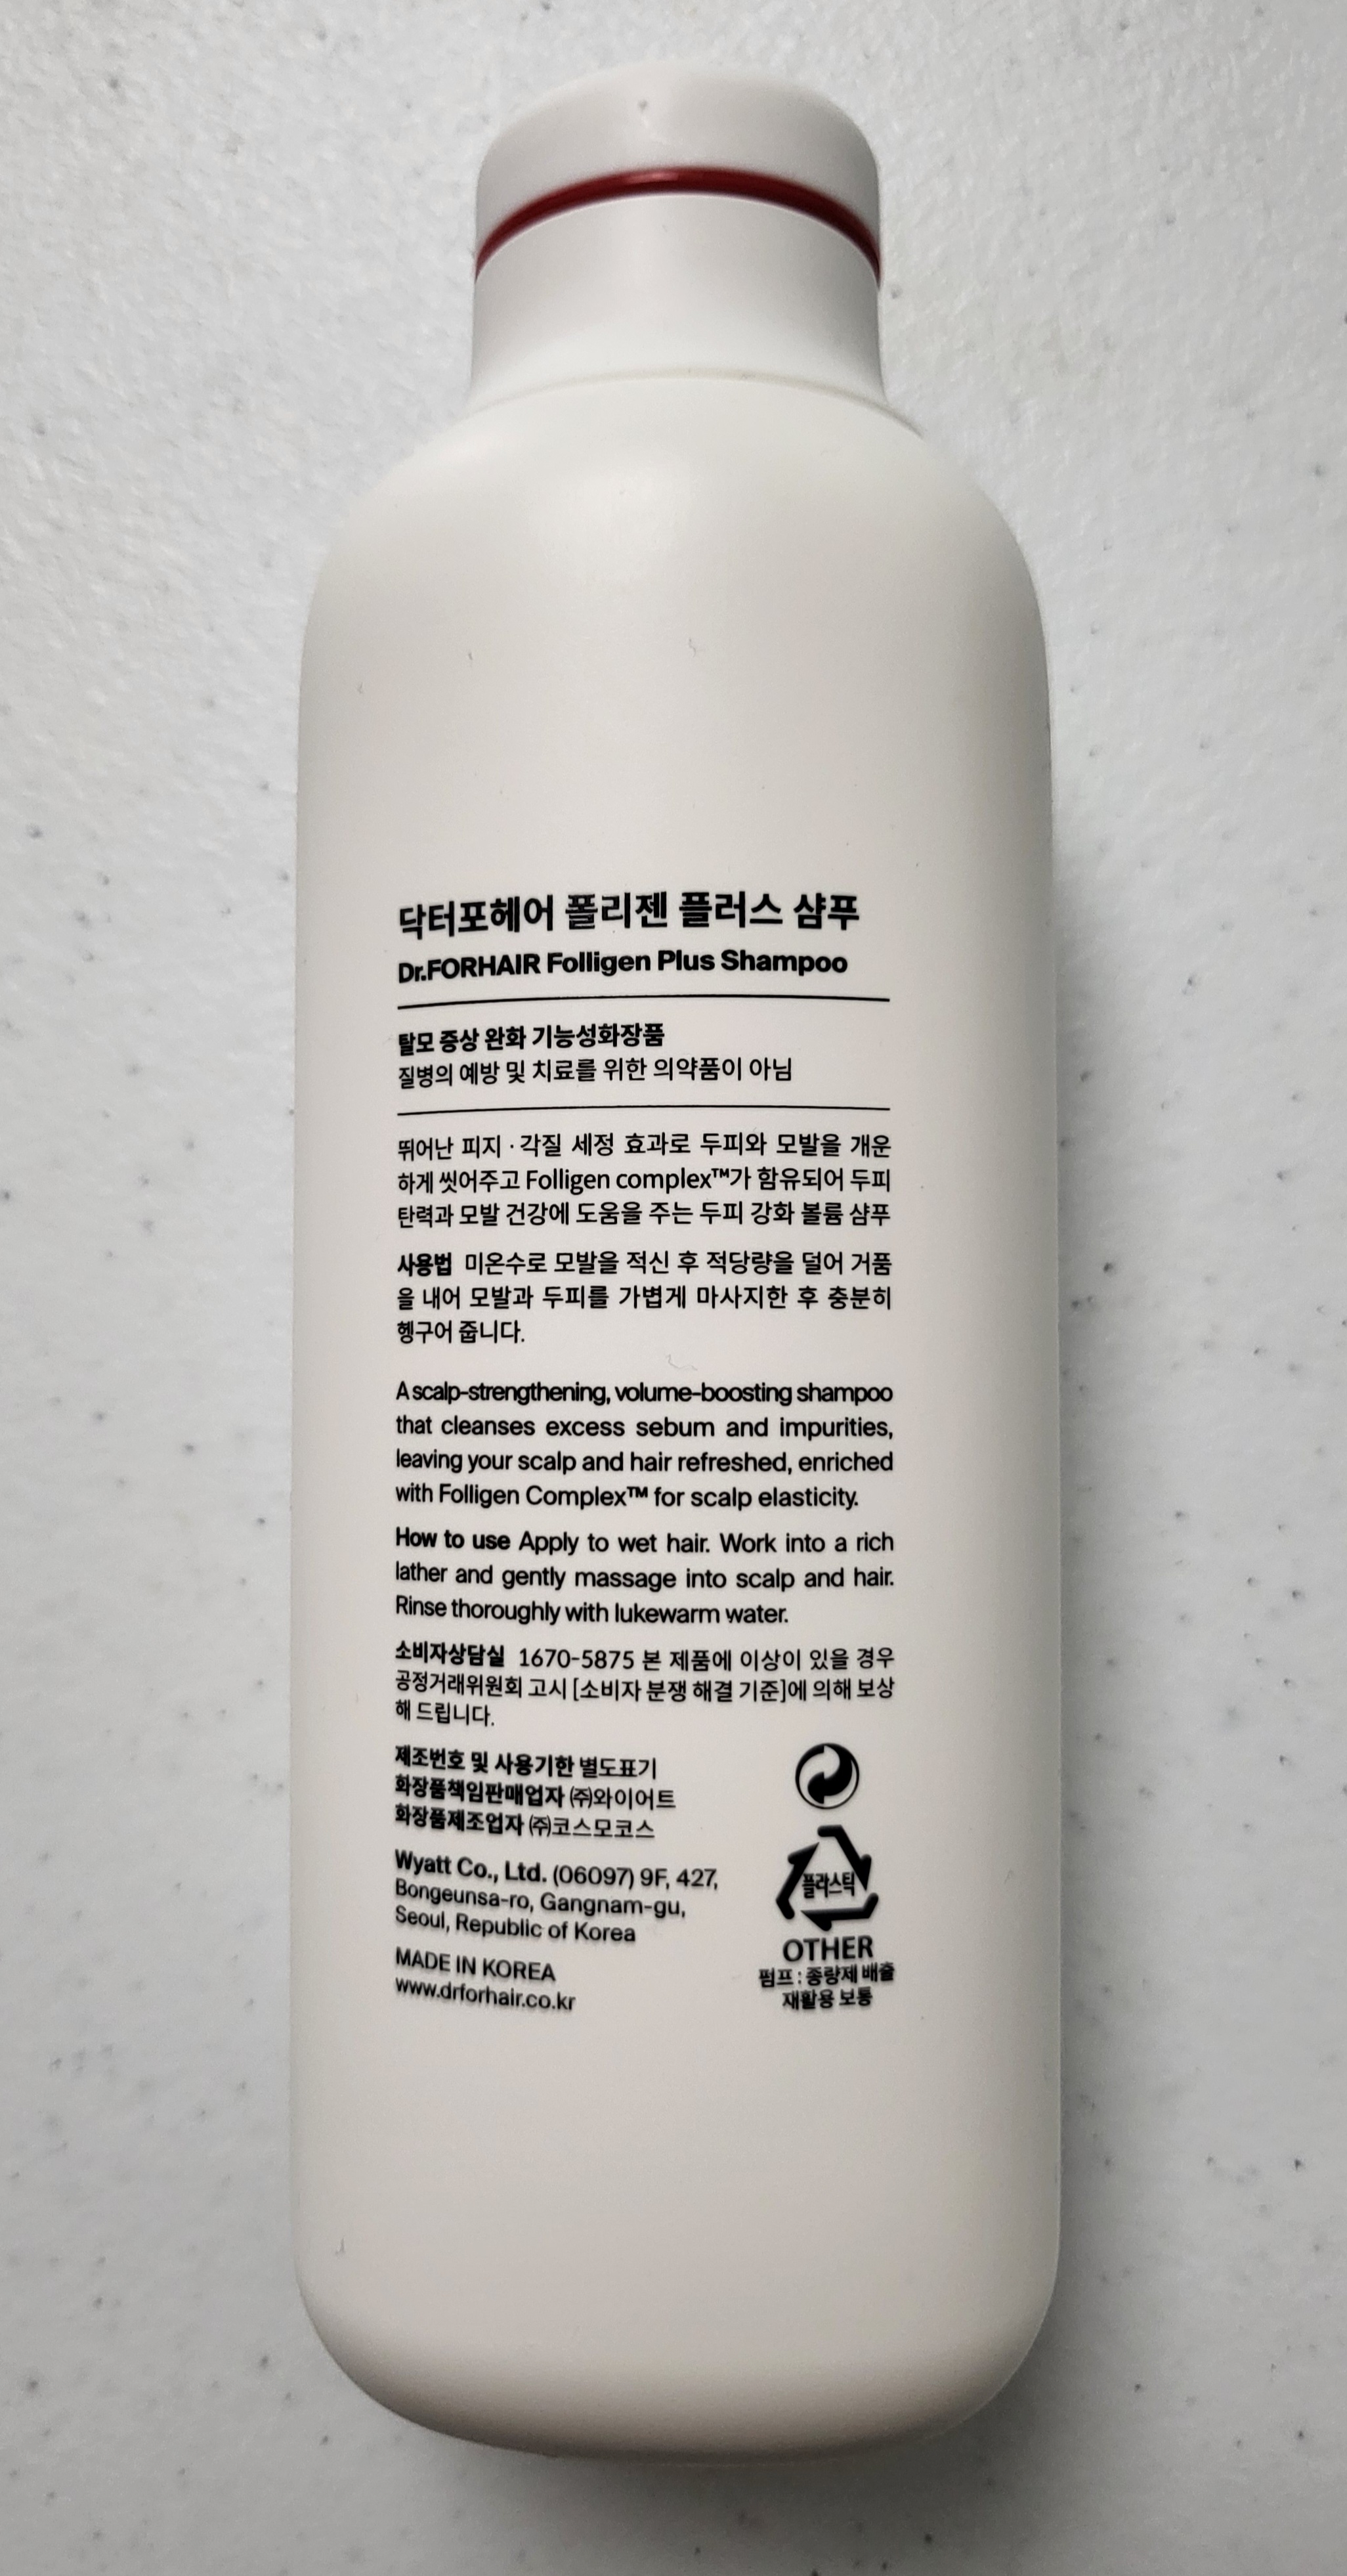 닥터포헤어 폴리젠 플러스 샴푸
Dr.FORHAIR Folligen Plus Shampoo
탈모 증상 완화 기능성화장품
질병의 예방 및 치료를 위한 의약품이 아님
뛰어난 피지 · 각질 세정 효과로 두피와 모발을 개운
하게 씻어주고 Folligen complex™가 함유되어 두피
탄력과 모발 건강에 도움을 주는 두피 강화 볼륨 샴푸
사용법 미온수로 모발을 적신 후 적당량을 덜어 거품
을 내어 모발과 두피를 가볍게 마사지한 후 충분히
헹구어 줍니다.
A scalp-strengthening, volume-boosting shampoo
that cleanses excess sebum and impurities,
leaving your scalp and hair refreshed, enriched
with Folligen Complex™ for scalp elasticity.
How to use Apply to wet hair. Work into a rich
lather and gently massage into scalp and hair.
Rinse thoroughly with lukewarm water.
소비자상담실 1670-5875 본 제품에 이상이 있을 경우
공정거래위원회 고시 [소비자 분쟁 해결 기준]에 의해 보상
해 드립니다.
제조번호 및 사용기한 별도표기
화장품책임판매업자 ㈜와이어트
화장품제조업자 ㈜코스모코스
Wyatt Co., Ltd. (06097) 9F, 427,
Bongeunsa-ro, Gangnam-gu,
Seoul, Republic of Korea
MADE IN KOREA
www.drforhair.co.kr
플라스틱
OTHER
펌프 : 종량제 배출
재활용 보통